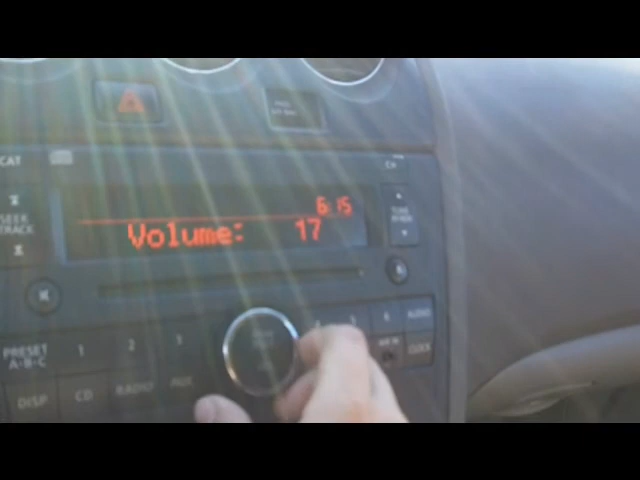 CAT
SEEK
TRACK
6:15
Volume: 17
PRESET
A·B·C
1
2
3
4
5
6
AUDIO
DISP
CD
RADIO
AUX
CLOCK